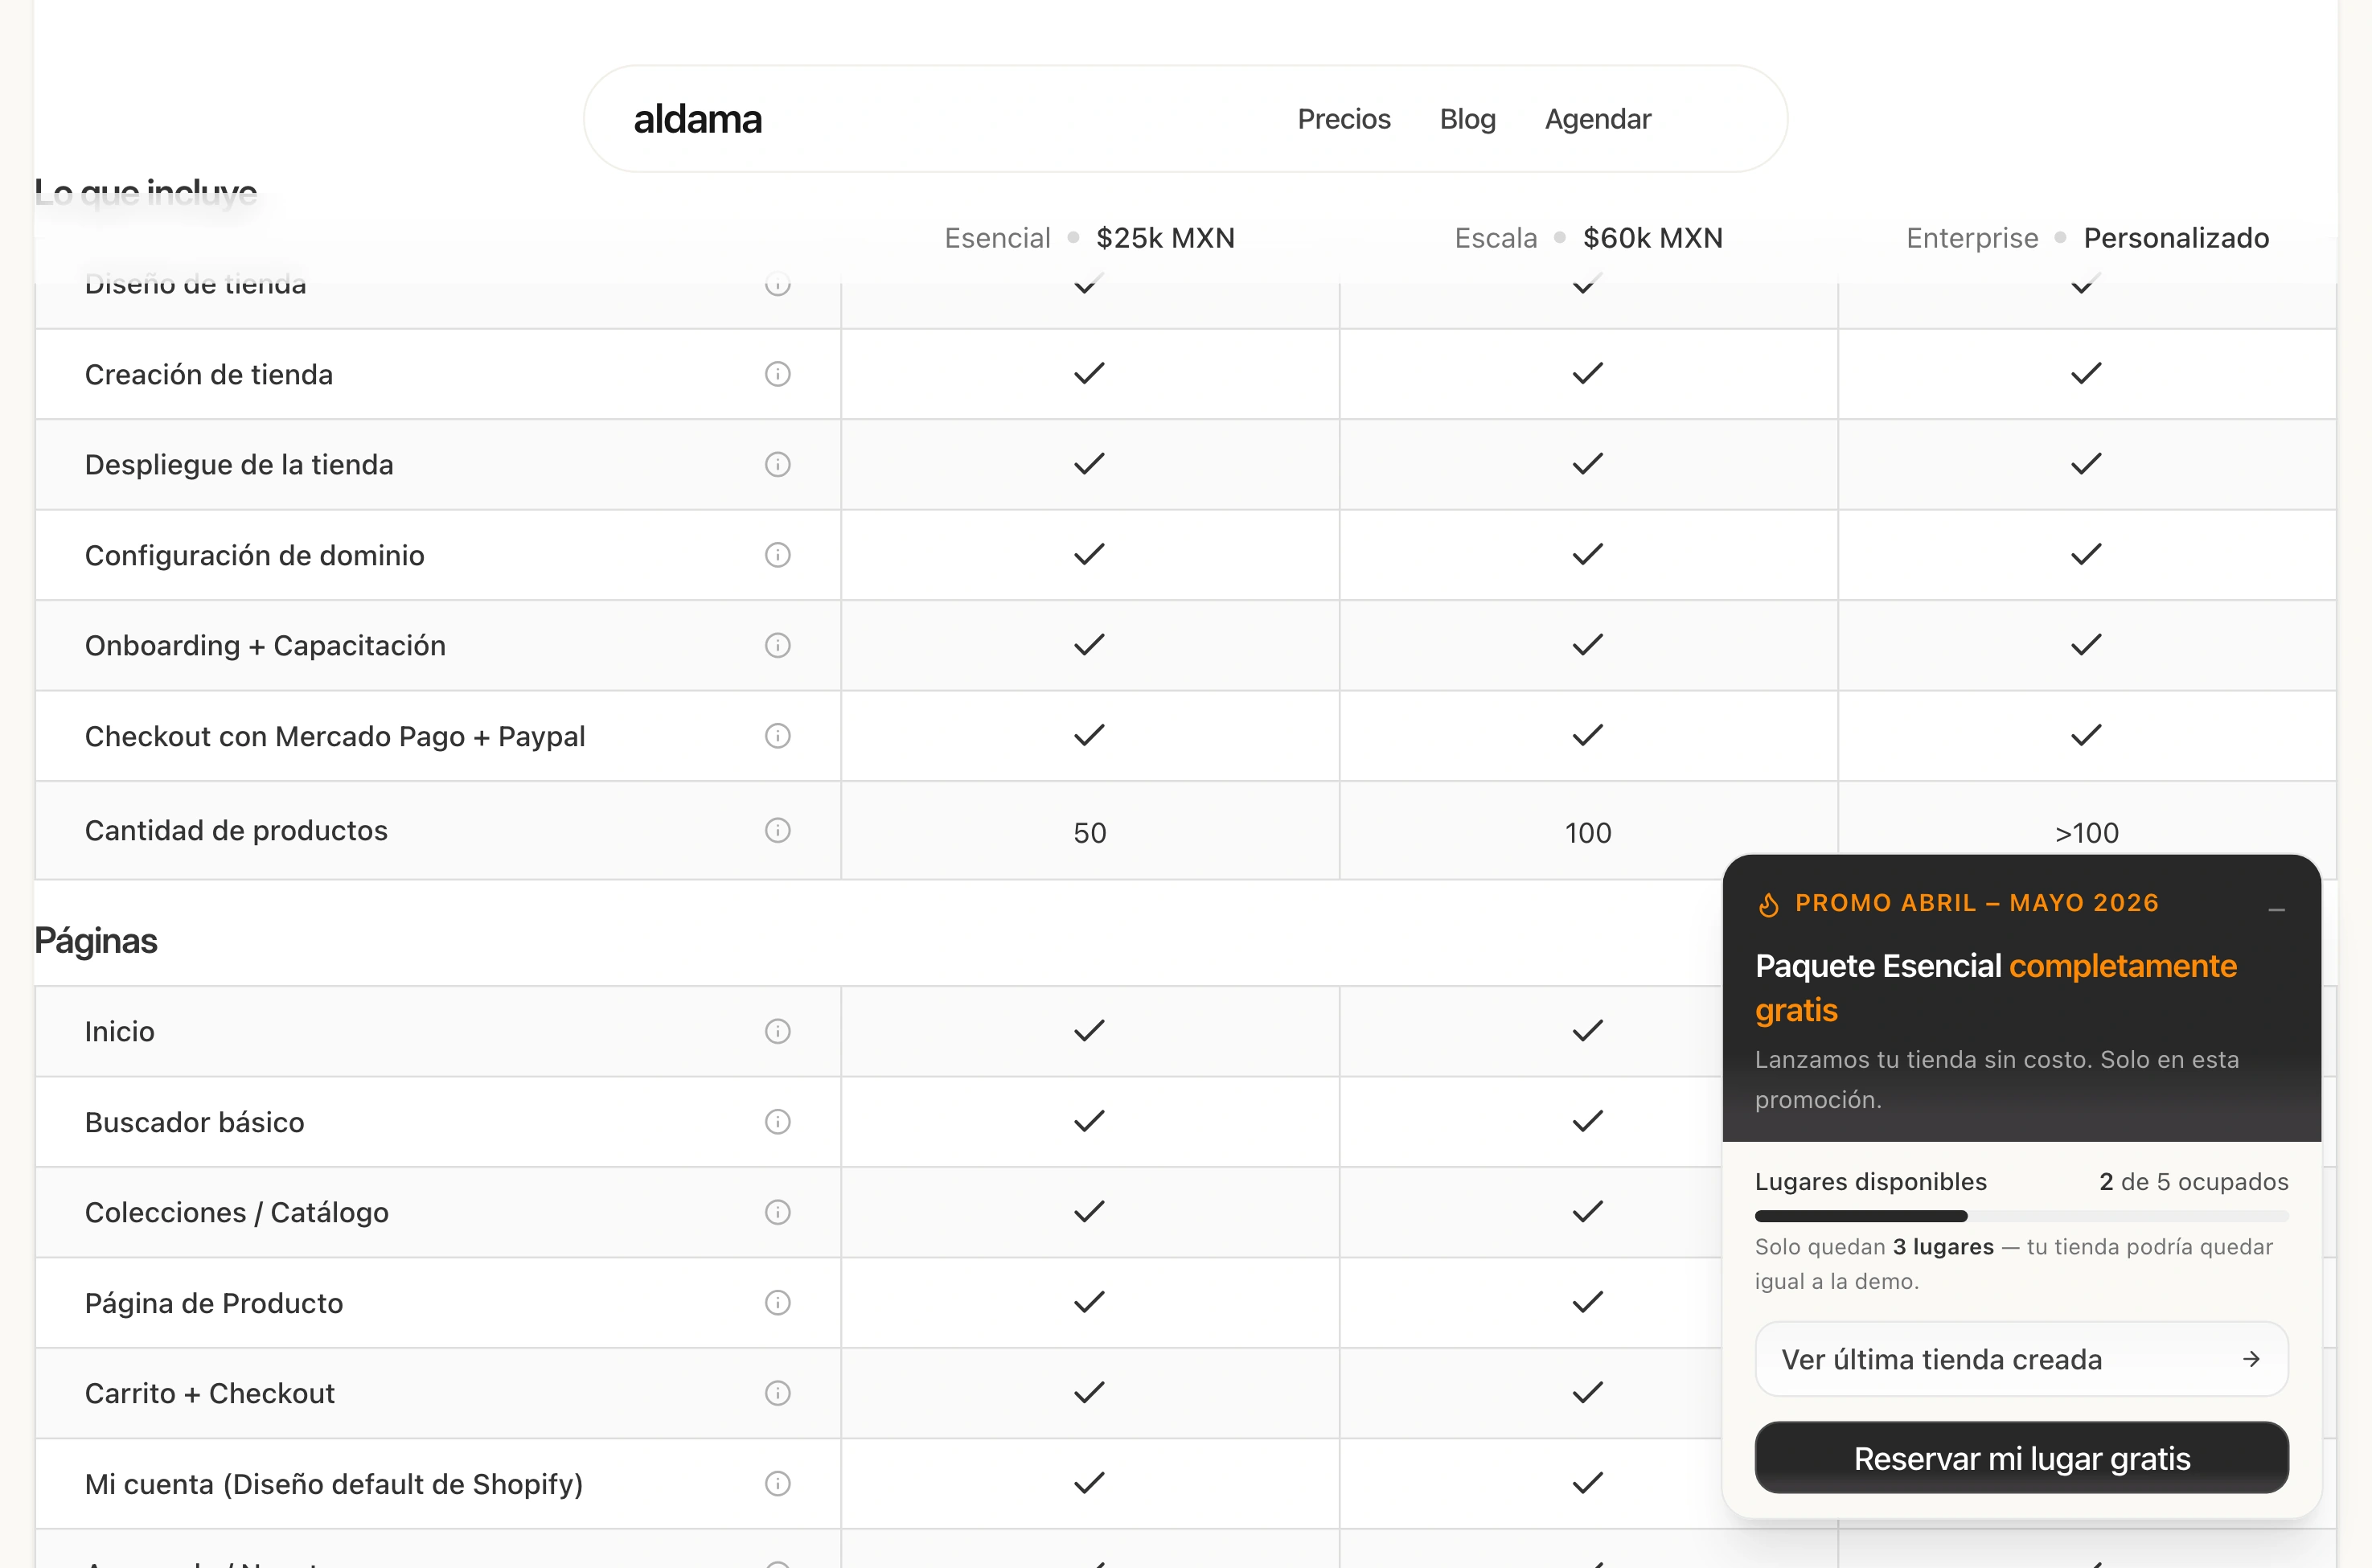 aldama
Precios
Blog
Agendar
Lo que incluye
Esencial • $25k MXN
Escala • $60k MXN
Enterprise • Personalizado
Diseño de tienda
Creación de tienda
Despliegue de la tienda
Configuración de dominio
Onboarding + Capacitación
Checkout con Mercado Pago + Paypal
Cantidad de productos
50
100
>100
Páginas
Inicio
Buscador básico
Colecciones / Catálogo
Página de Producto
Carrito + Checkout
Mi cuenta (Diseño default de Shopify)
PROMO ABRIL – MAYO 2026
Paquete Esencial completamente
gratis
Lanzamos tu tienda sin costo. Solo en esta
promoción.
Lugares disponibles
2 de 5 ocupados
Solo quedan 3 lugares — tu tienda podría quedar
igual a la demo.
Ver última tienda creada
Reservar mi lugar gratis